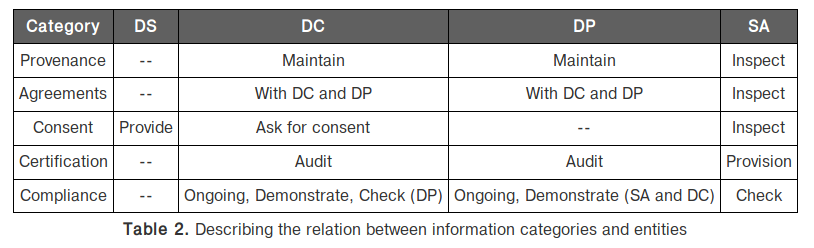 Category DS DC DP SA
Provenance -- Maintain Maintain Inspect
Agreements -- With DC and DP With DC and DP Inspect
Consent Provide Ask for consent -- Inspect
Certification -- Audit Audit Provision
Compliance -- Ongoing, Demonstrate, Check (DP) Ongoing, Demonstrate (SA and DC) Check
Table 2. Describing the relation between information categories and entities